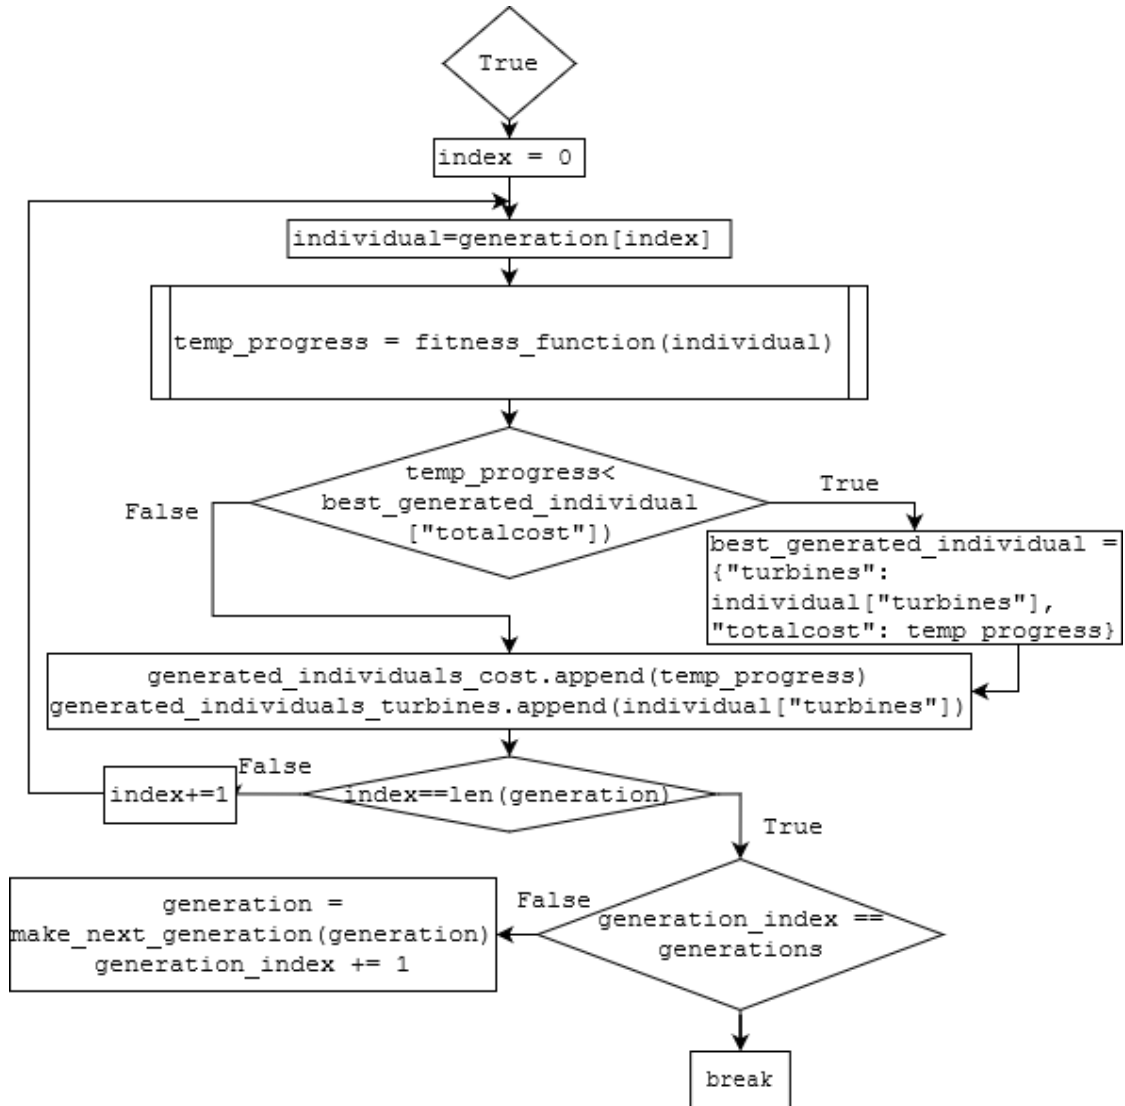 True
index = 0
individual=generation[index]
temp_progress = fitness_function(individual)
temp_progress<
best_generated_individual
["totalcost"])
False
True
best_generated_individual =
{"turbines":
individual["turbines"],
"totalcost": temp_progress}
generated_individuals_cost.append(temp_progress)
generated_individuals_turbines.append(individual["turbines"])
False
index+=1
index==len(generation)
True
False
generation =
make_next_generation(generation)
generation_index += 1
generation_index ==
generations
break